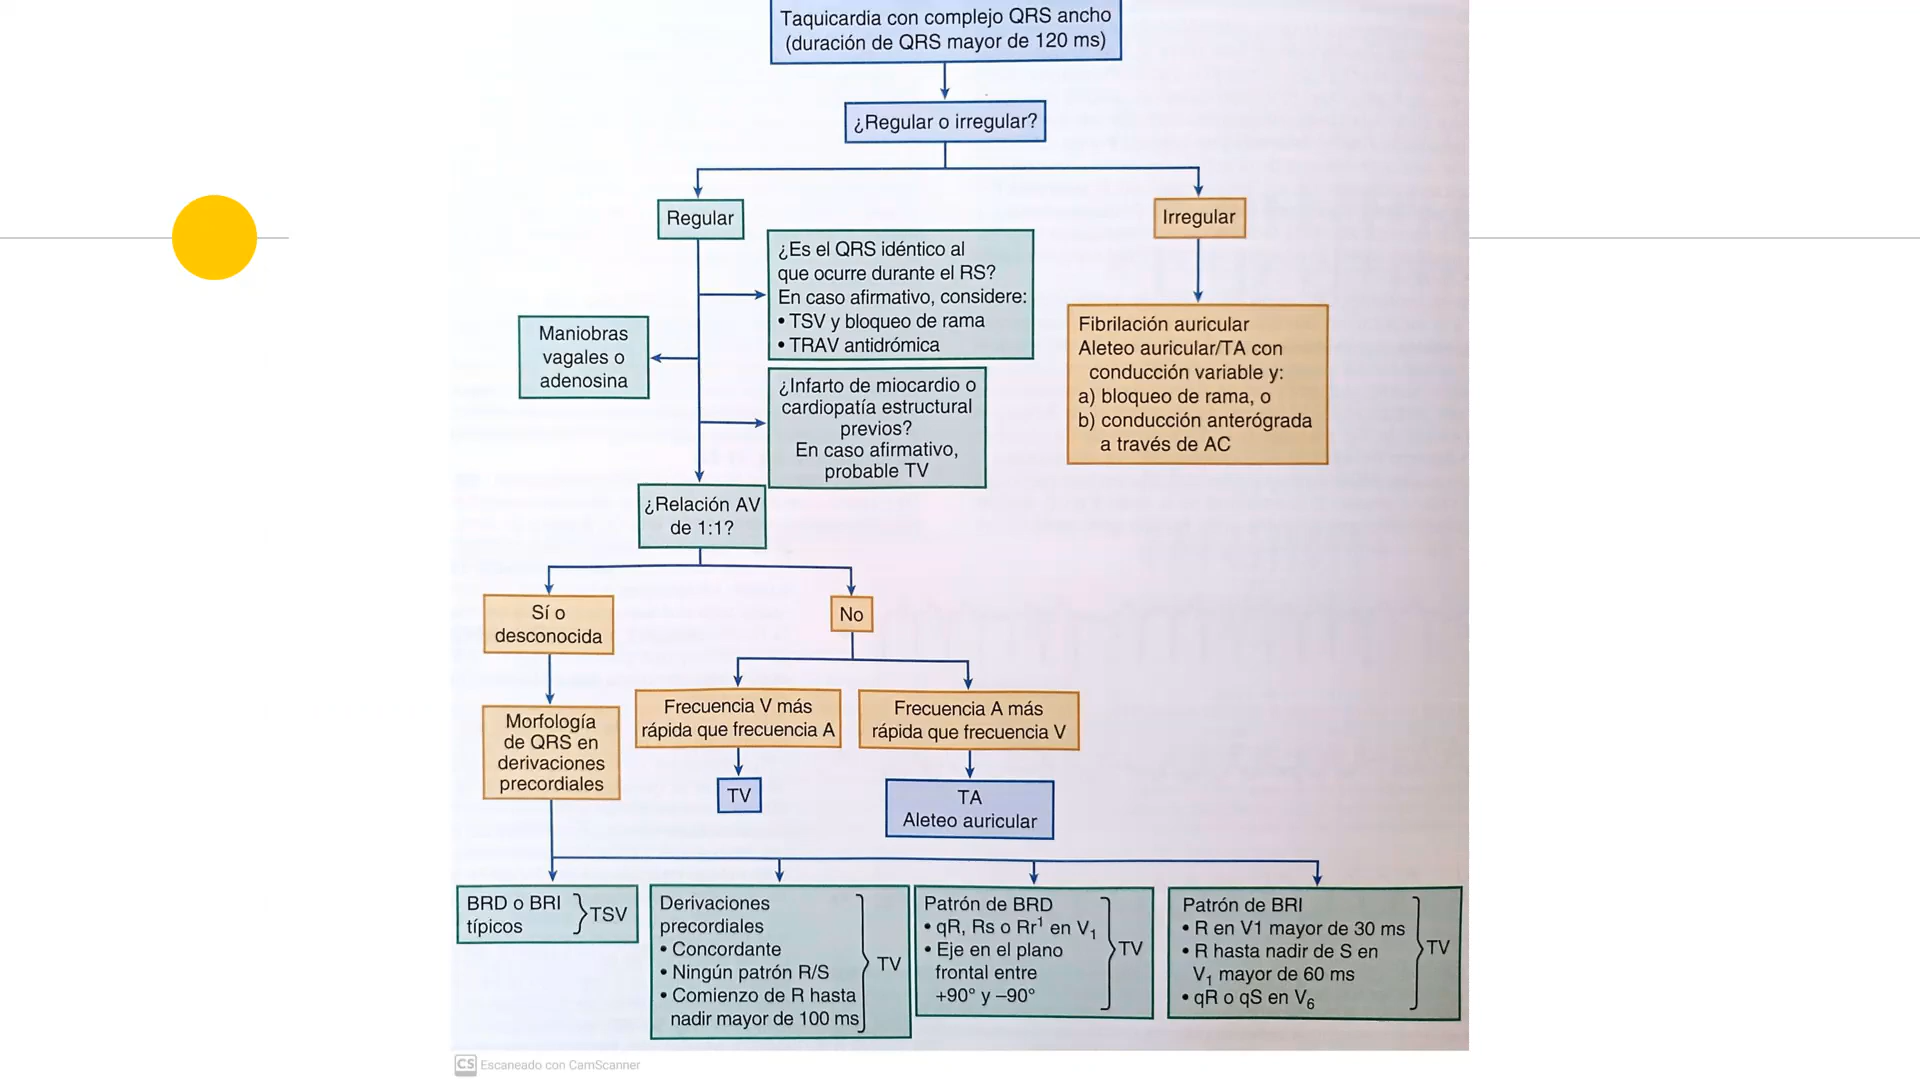 Taquicardia con complejo QRS ancho
(duración de QRS mayor de 120 ms)
¿Regular o irregular?
Regular
Irregular
¿Es el QRS idéntico al
que ocurre durante el RS?
En caso afirmativo, considere:
• TSV y bloqueo de rama
• TRAV antidrómica
Maniobras
vagales o
adenosina
¿Infarto de miocardio o
cardiopatía estructural
previos?
En caso afirmativo,
probable TV
Fibrilación auricular
Aleteo auricular/TA con
conducción variable y:
a) bloqueo de rama, o
b) conducción anterógrada
a través de AC
¿Relación AV
de 1:1?
Sí o
desconocida
No
Morfología
de QRS en
derivaciones
precordiales
Frecuencia V más
rápida que frecuencia A
Frecuencia A más
rápida que frecuencia V
TV
TA
Aleteo auricular
BRD o BRI
típicos
TSV
Derivaciones
precordiales
• Concordante
• Ningún patrón R/S
• Comienzo de R hasta
nadir mayor de 100 ms
TV
Patrón de BRD
• qR, Rs o Rr¹ en V₁
• Eje en el plano
frontal entre
+90° y –90°
TV
Patrón de BRI
• R en V1 mayor de 30 ms
• R hasta nadir de S en
V₁ mayor de 60 ms
• qR o qS en V₆
TV
CS Escaneado con CamScanner